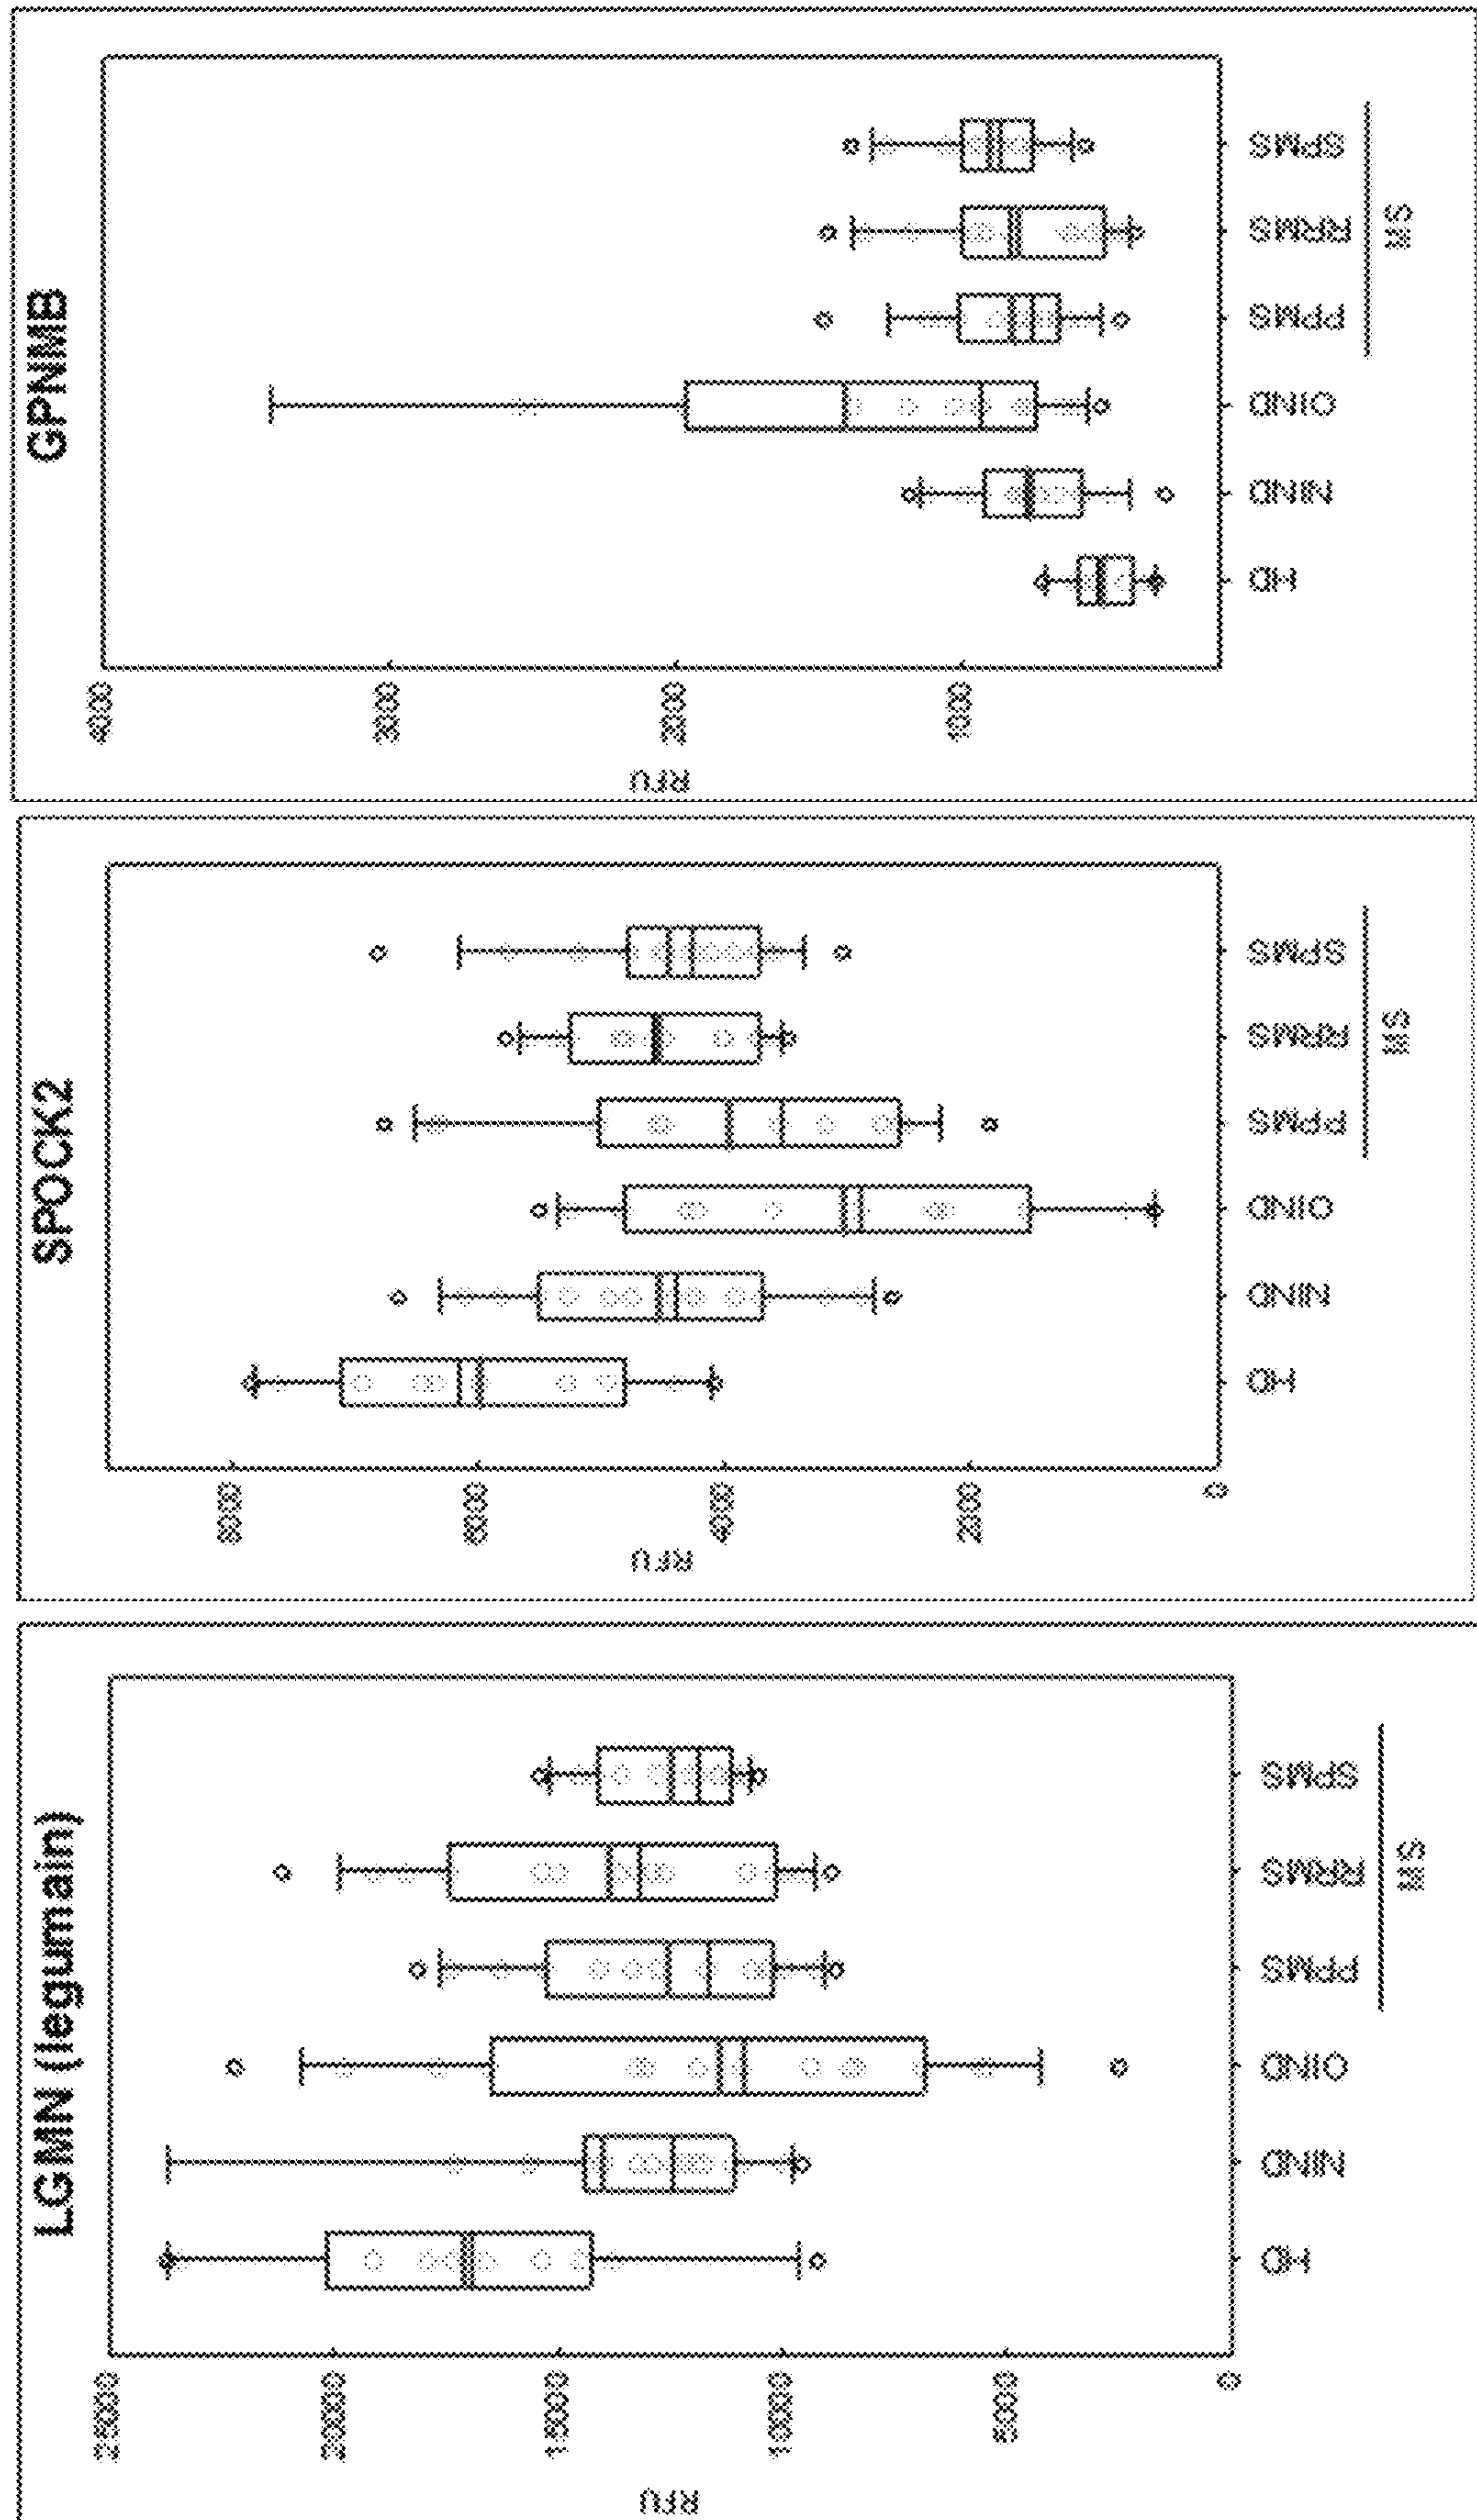 LGMN (legumain)
RFU
25000
20000
15000
10000
5000
0
HD
NIND
OIND
PPMS
RRMS
SPMS
MS
SPOCK2
RFU
8000
6000
4000
2000
0
HD
NIND
OIND
PPMS
RRMS
SPMS
MS
GPNMB
RFU
4000
3000
2000
1000
HD
NIND
OIND
PPMS
RRMS
SPMS
MS